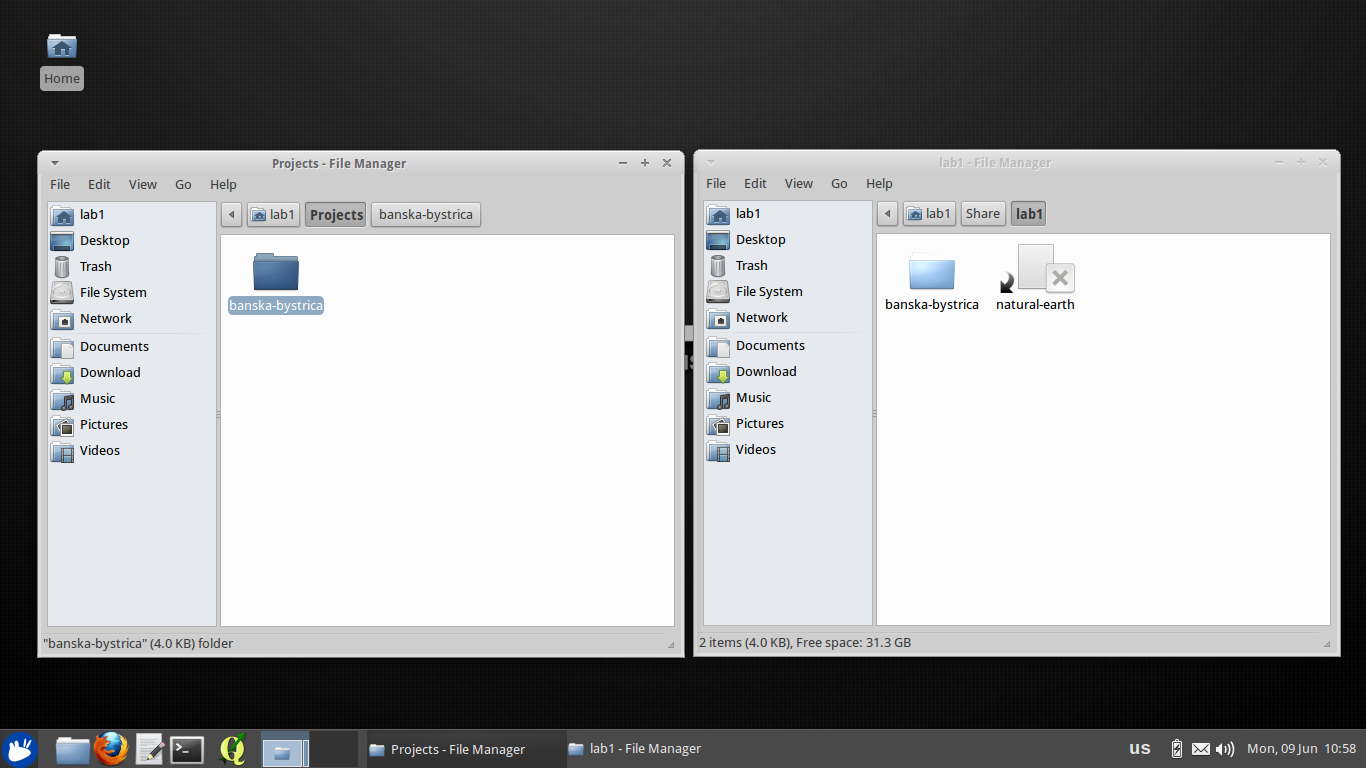 Home
Projects - File Manager
File Edit View Go Help
lab1 Projects banska-bystrica
lab1
Desktop
Trash
File System
Network
Documents
Download
Music
Pictures
Videos
banska-bystrica
"banska-bystrica" (4.0 KB) folder
lab1 - File Manager
File Edit View Go Help
lab1 Share lab1
lab1
Desktop
Trash
File System
Network
Documents
Download
Music
Pictures
Videos
banska-bystrica natural-earth
2 items (4.0 KB), Free space: 31.3 GB
Projects - File Manager lab1 - File Manager us Mon, 09 Jun 10:58